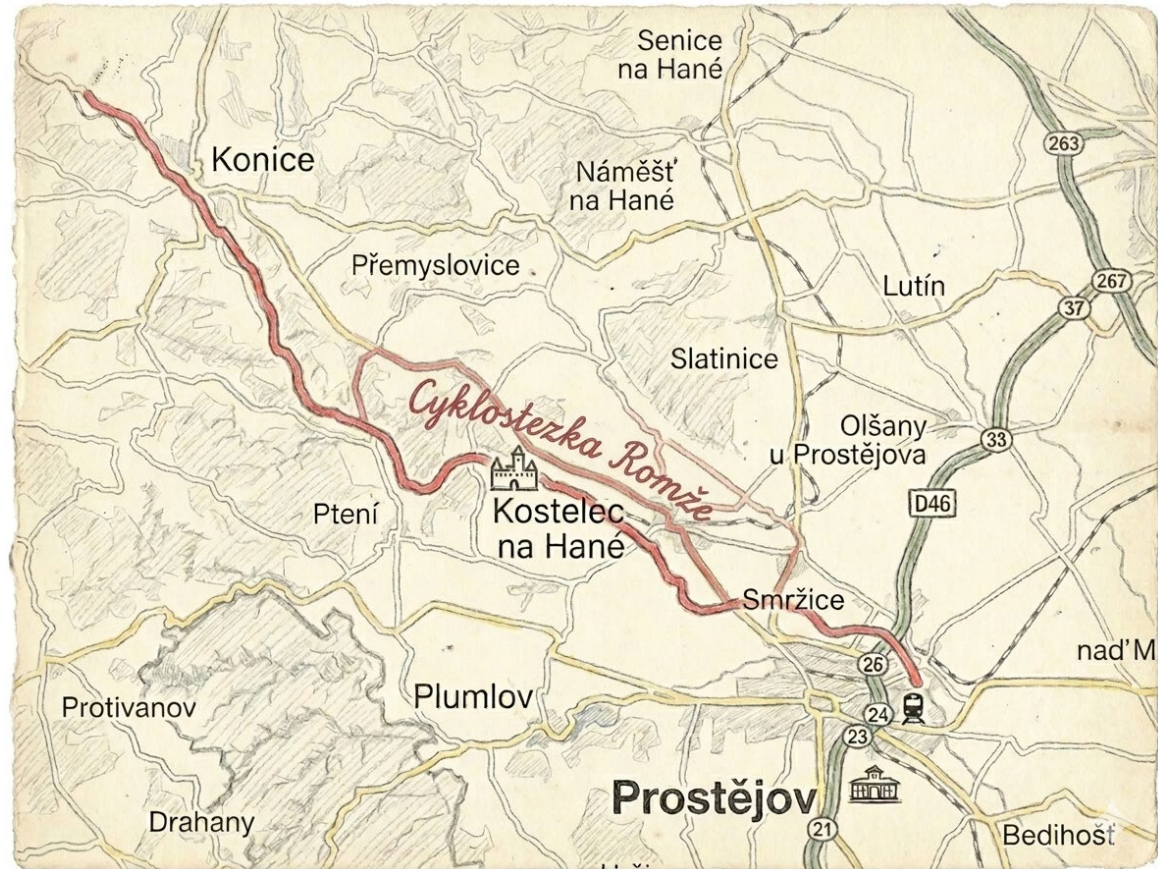 Senice
na Hané
263
Konice
Náměšť
na Hané
Přemyslovice
267
Lutín
37
Slatinice
Cyklostezka Romže
Olšany
u Prostějova
33
D46
Ptení
Kostelec
na Hané
Smržice
nad'M
26
Protivanov
Plumlov
24
23
Prostějov
Drahany
21
Bedihošť